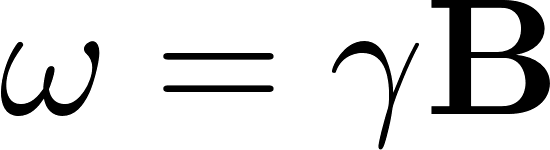 ω = γ𝐁